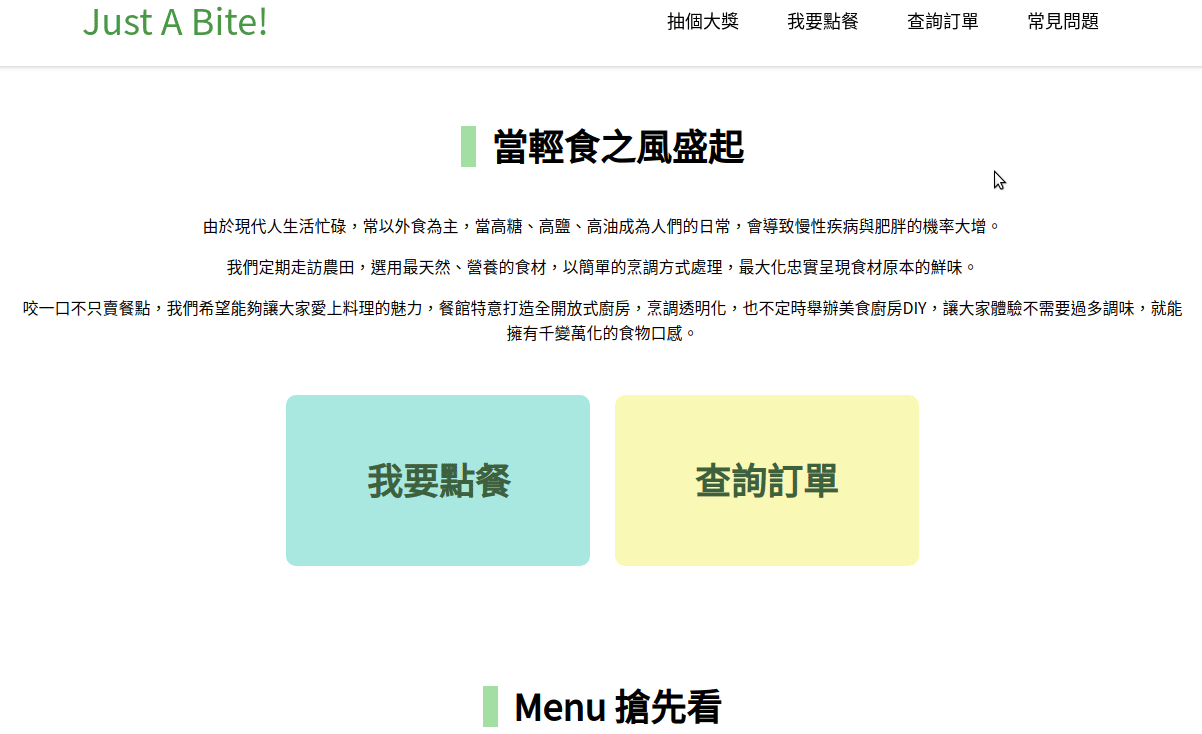 Just A Bite!
抽個大獎 我要點餐 查詢訂單 常見問題
當輕食之風盛起
由於現代人生活忙碌，常以外食為主，當高糖、高鹽、高油成為人們的日常，會導致慢性疾病與肥胖的機率大增。
我們定期走訪農田，選用最天然、營養的食材，以簡單的烹調方式處理，最大化忠實呈現食材原本的鮮味。
咬一口不只賣餐點，我們希望能夠讓大家愛上料理的魅力，餐館特意打造全開放式廚房，烹調透明化，也不定時舉辦美食廚房DIY，讓大家體驗不需要過多調味，就能
擁有千變萬化的食物口感。
我要點餐
查詢訂單
Menu 搶先看